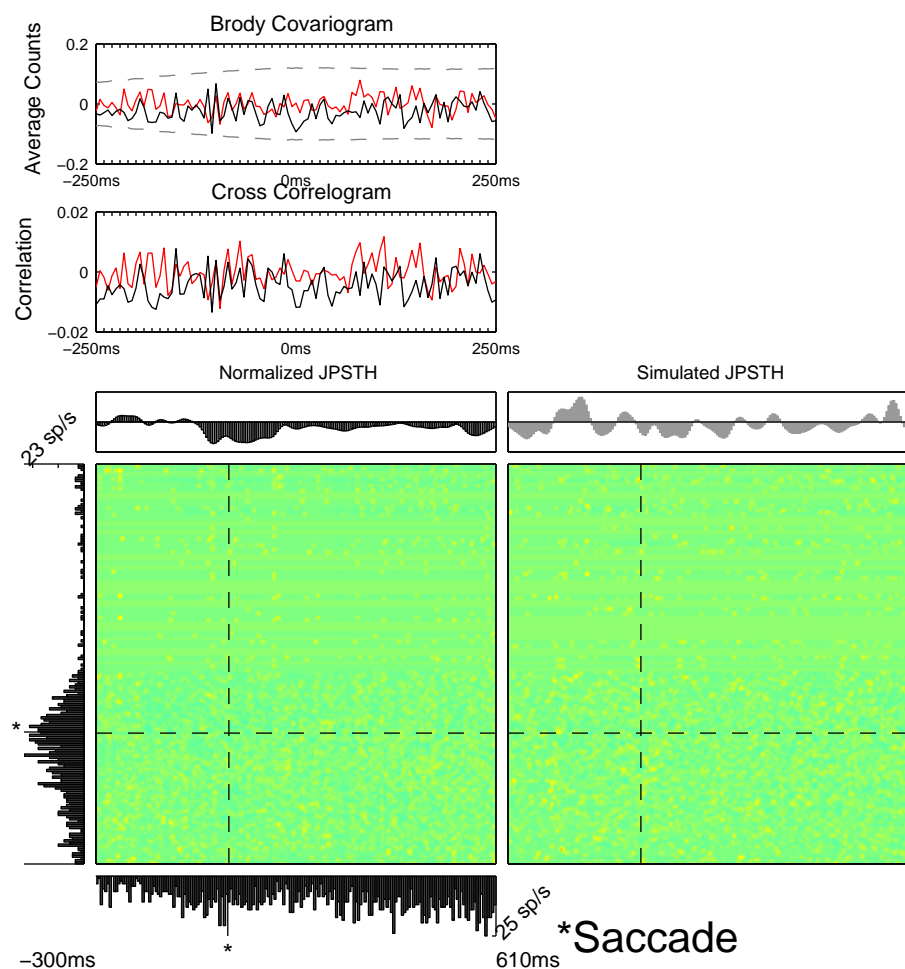 Brody Covariogram
0.2
0
−0.2
Average Counts
−250ms
0ms
250ms
Cross Correlogram
0.02
0
−0.02
Correlation
−250ms
0ms
250ms
Normalized JPSTH
Simulated JPSTH
23 sp/s
*
25 sp/s
*
*Saccade
−300ms
610ms